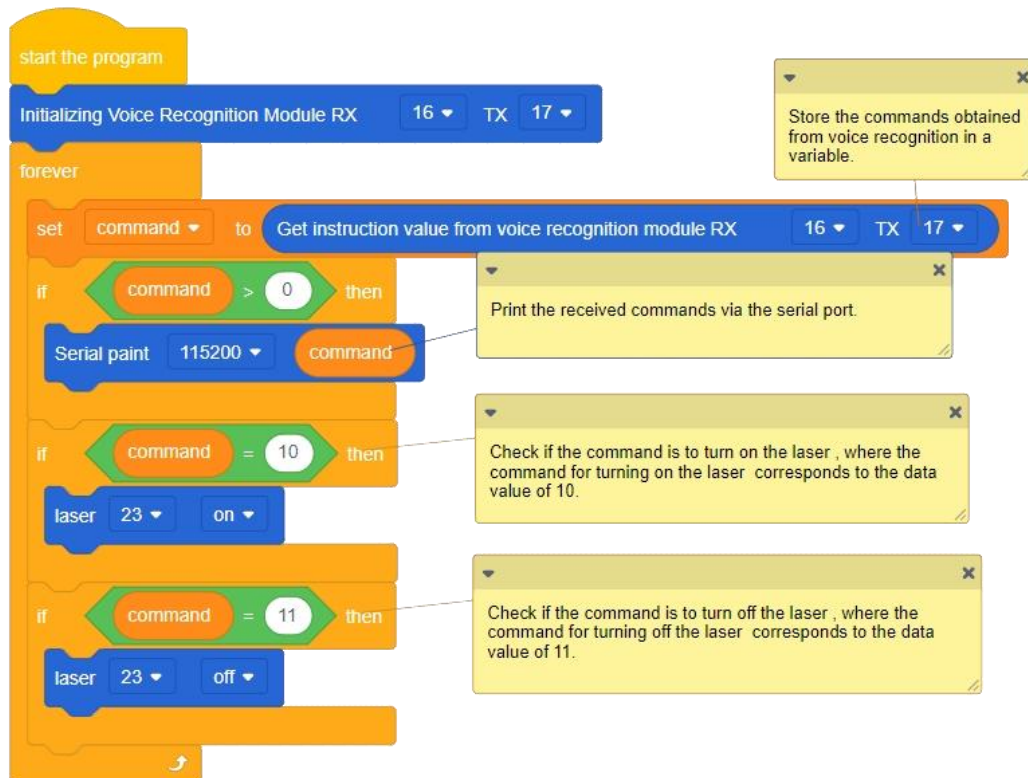 start the program
Initializing Voice Recognition Module RX 16 TX 17
Store the commands obtained
from voice recognition in a
variable.
forever
set command to Get instruction value from voice recognition module RX 16 TX 17
if command > 0 then
Print the received commands via the serial port.
Serial paint 115200 command
if command = 10 then
Check if the command is to turn on the laser , where the
command for turning on the laser corresponds to the data
value of 10.
laser 23 on
if command = 11 then
Check if the command is to turn off the laser , where the
command for turning off the laser corresponds to the data
value of 11.
laser 23 off